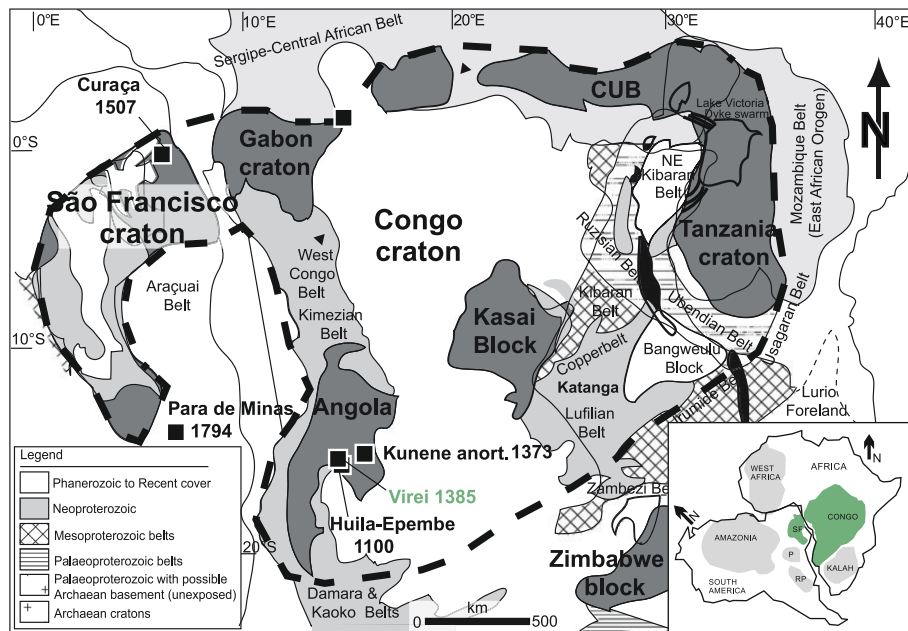 0°E
10°E
20°E
30°E
40°E
Sergipe-Central African Belt
Curaça
1507
CUB
Lake Victoria
Dyke swarm
Mozambique Belt
(East African Orogen)
N
0°S
Gabon
craton
NE
Kibaran
Belt
São Francisco
craton
Congo
craton
Tanzania
craton
Ruzisian Belt
West
Congo
Belt
Araçuai
Belt
Kimezian
Belt
Kibaran
Belt
Ubendian Belt
Usagaran Belt
Kasai
Block
10°S
Copperbelt
Bangweulu
Block
Katanga
Irumide Be
Lurio
Foreland
Para de Minas
1794
Angola
Lufilian
Belt
Kunene anort. 1373
Virei 1385
Zambezi Be
Huila-Epembe
1100
20°S
Zimbabwe
block
Damara &
Kaoko Belts
0 km 500
Legend
Phanerozoic to Recent cover
Neoproterozoic
Mesoproterozoic belts
Palaeoproterozoic belts
Palaeoproterozoic with possible
Archaean basement (unexposed)
Archaean cratons
N
WEST
AFRICA
AFRICA
N
CONGO
SF
AMAZONIA
P
KALAH
RP
SOUTH
AMERICA